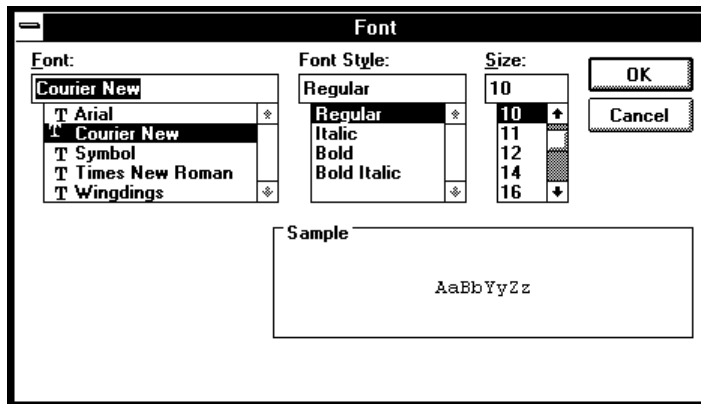 Font
Font:
Courier New
T Arial
T Courier New
T Symbol
T Times New Roman
T Wingdings
Font Style:
Regular
Regular
Italic
Bold
Bold Italic
Size:
10
10
11
12
14
16
OK
Cancel
Sample
AaBbYyZz